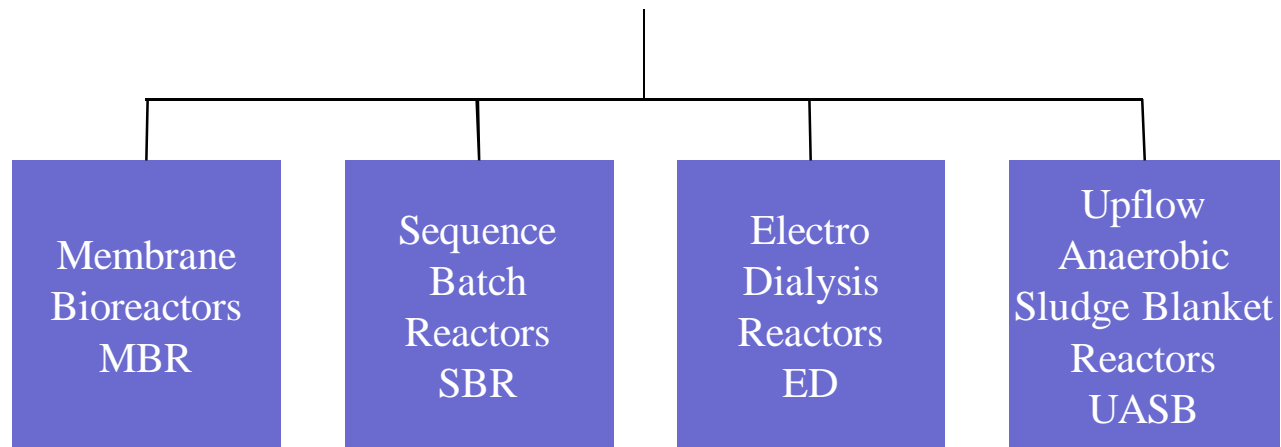 Membrane
Bioreactors
MBR
Sequence
Batch
Reactors
SBR
Electro
Dialysis
Reactors
ED
Upflow
Anaerobic
Sludge Blanket
Reactors
UASB